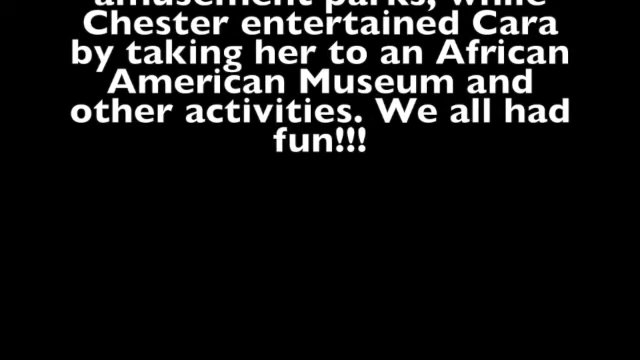 amusement parks, while
Chester entertained Cara
by taking her to an African
American Museum and
other activities. We all had
fun!!!